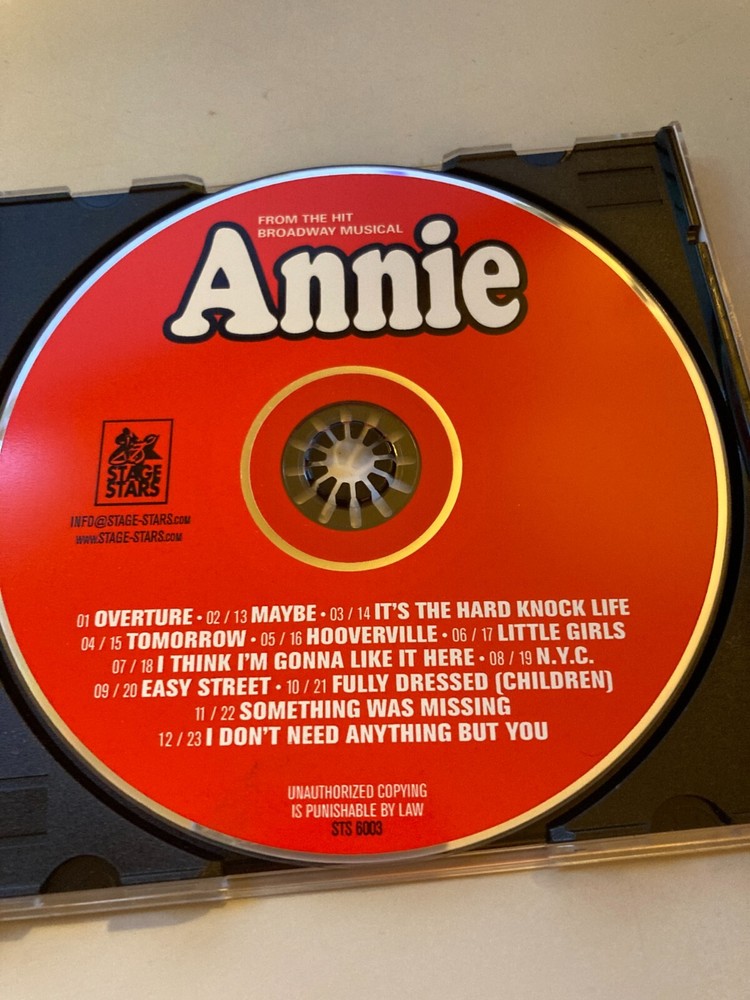 FROM THE HIT
BROADWAY MUSICAL
Annie
STAGE
STARS
INFO@STAGE-STARS.COM
WWW.STAGE-STARS.COM
01 OVERTURE • 02 / 13 MAYBE • 03 / 14 IT'S THE HARD KNOCK LIFE
04 / 15 TOMORROW • 05 / 16 HOOVERVILLE • 06 / 17 LITTLE GIRLS
07 / 18 I THINK I'M GONNA LIKE IT HERE • 08 / 19 N.Y.C.
09 / 20 EASY STREET • 10 / 21 FULLY DRESSED (CHILDREN)
11 / 22 SOMETHING WAS MISSING
12 / 23 I DON'T NEED ANYTHING BUT YOU
UNAUTHORIZED COPYING
IS PUNISHABLE BY LAW
STS 6003